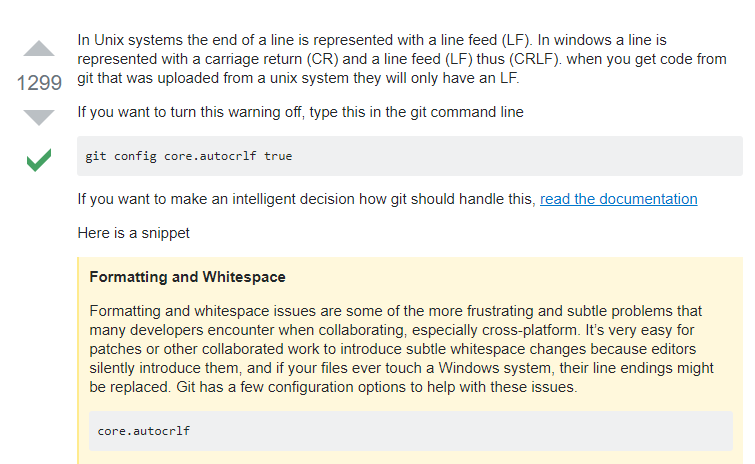 In Unix systems the end of a line is represented with a line feed (LF). In windows a line is
represented with a carriage return (CR) and a line feed (LF) thus (CRLF). when you get code from
1299
git that was uploaded from a unix system they will only have an LF.
If you want to turn this warning off, type this in the git command line
git config core.autocrlf true
If you want to make an intelligent decision how git should handle this, read the documentation
Here is a snippet
Formatting and Whitespace
Formatting and whitespace issues are some of the more frustrating and subtle problems that
many developers encounter when collaborating, especially cross-platform. It’s very easy for
patches or other collaborated work to introduce subtle whitespace changes because editors
silently introduce them, and if your files ever touch a Windows system, their line endings might
be replaced. Git has a few configuration options to help with these issues.
core.autocrlf